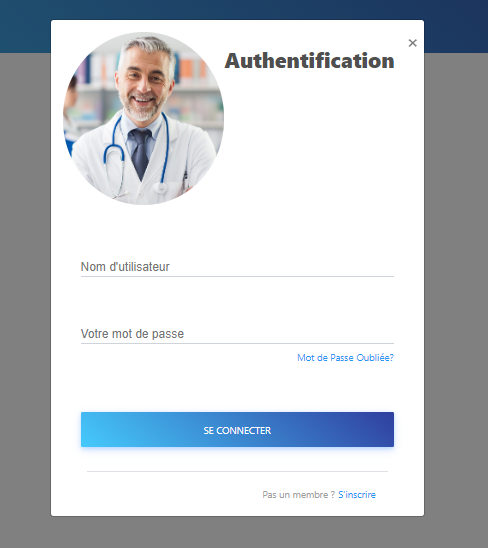 Authentification
×
Nom d'utilisateur
Votre mot de passe
Mot de Passe Oubliée?
SE CONNECTER
Pas un membre ? S'inscrire